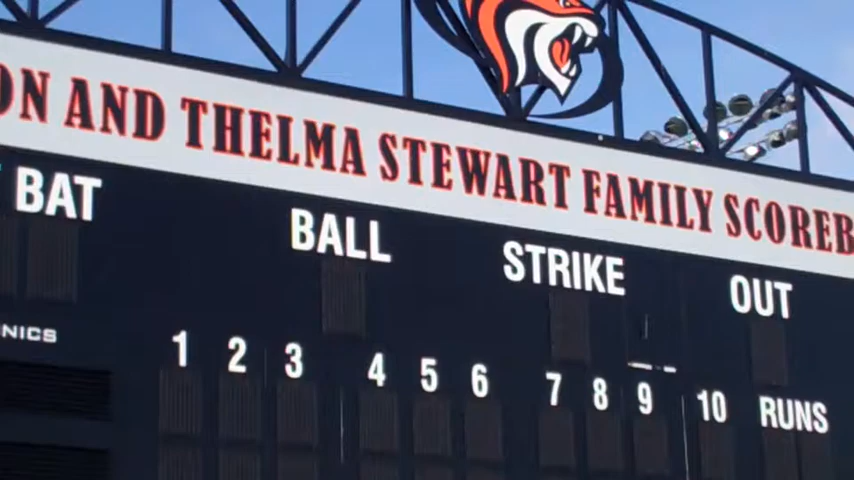 ON AND THELMA STEWART FAMILY SCOREB
BAT BALL STRIKE OUT
NICS
1 2 3 4 5 6 7 8 9 10 RUNS